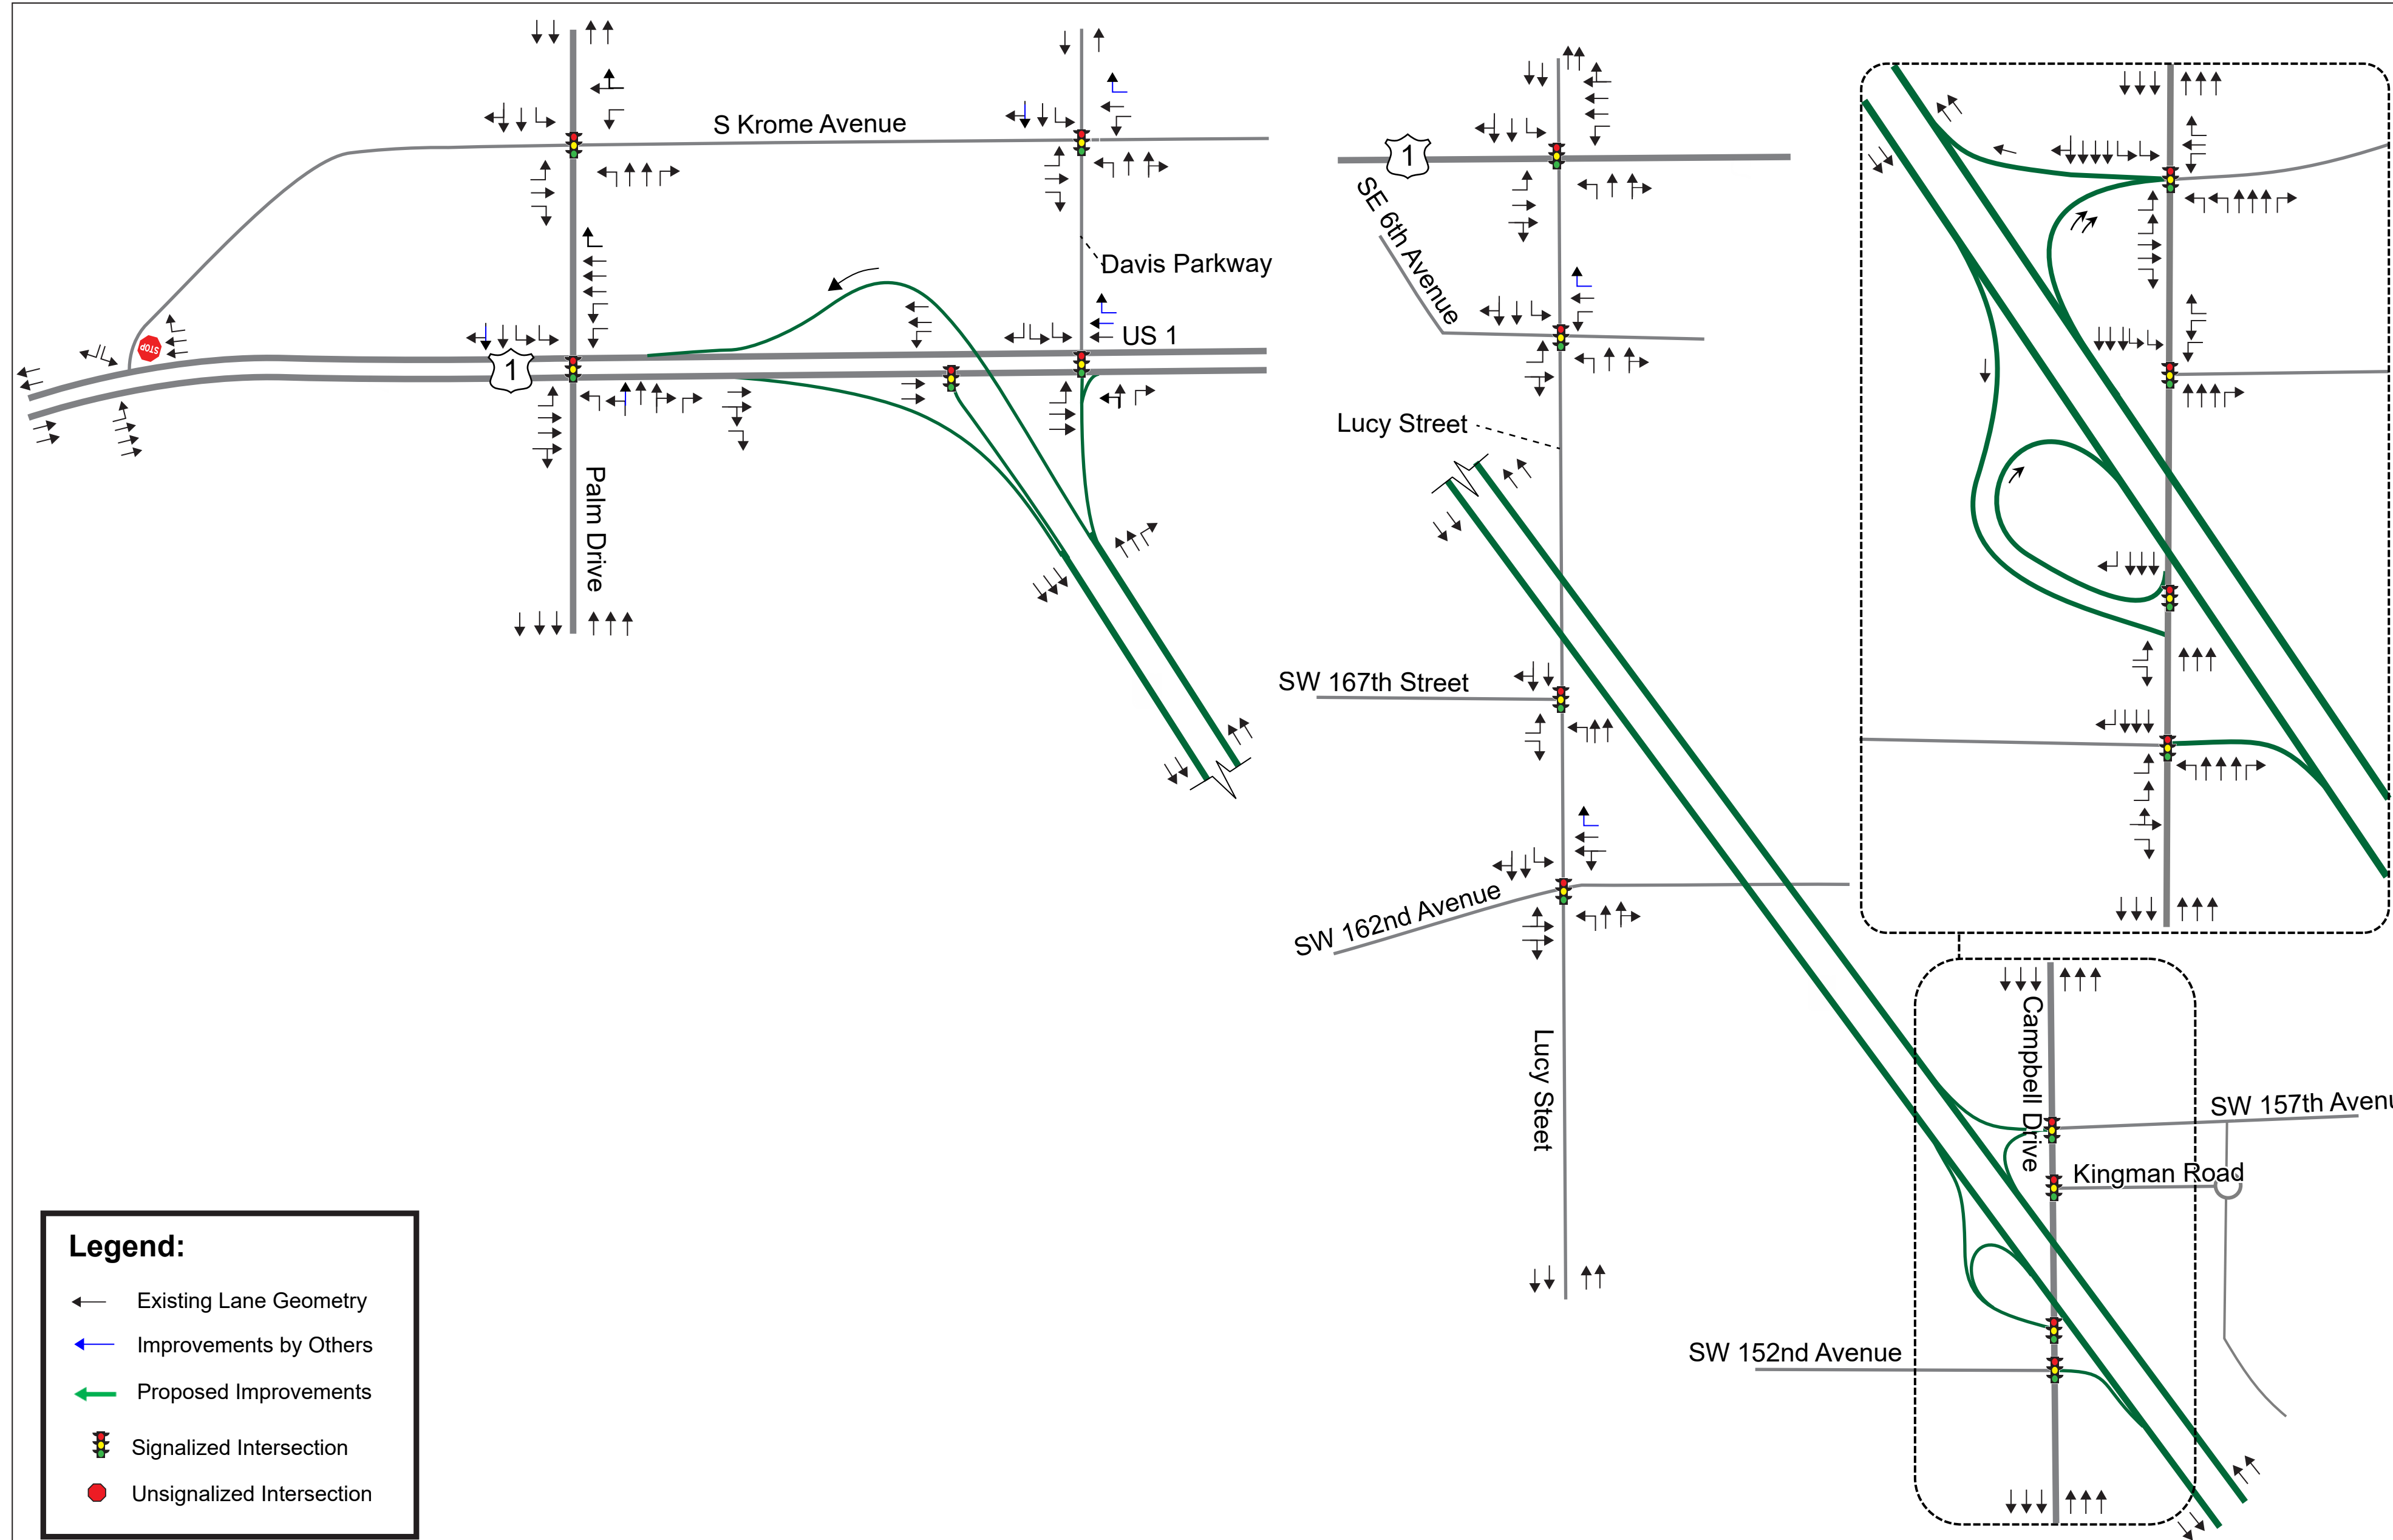 S Krome Avenue
Davis Parkway
US 1
1
Palm Drive
STOP
1
SE 6th Avenue
Lucy Street
SW 167th Street
SW 162nd Avenue
Lucy Steet
Campbell Drive
SW 157th Avenu
Kingman Road
SW 152nd Avenue
Legend:
Existing Lane Geometry
Improvements by Others
Proposed Improvements
Signalized Intersection
Unsignalized Intersection